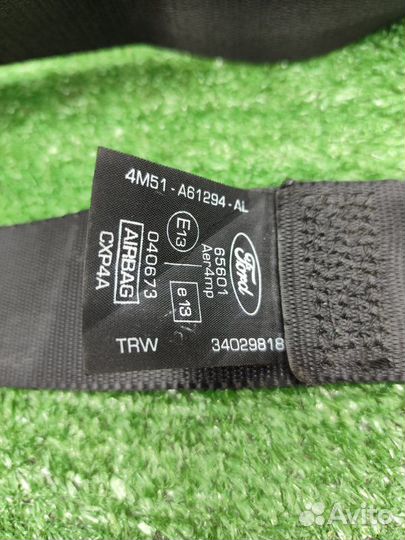 4M51-A61294-AL
E13
65601
Aer4mp
Ford
AIRBAG
040673
CXP4A
e13
TRW
34029818
Avito